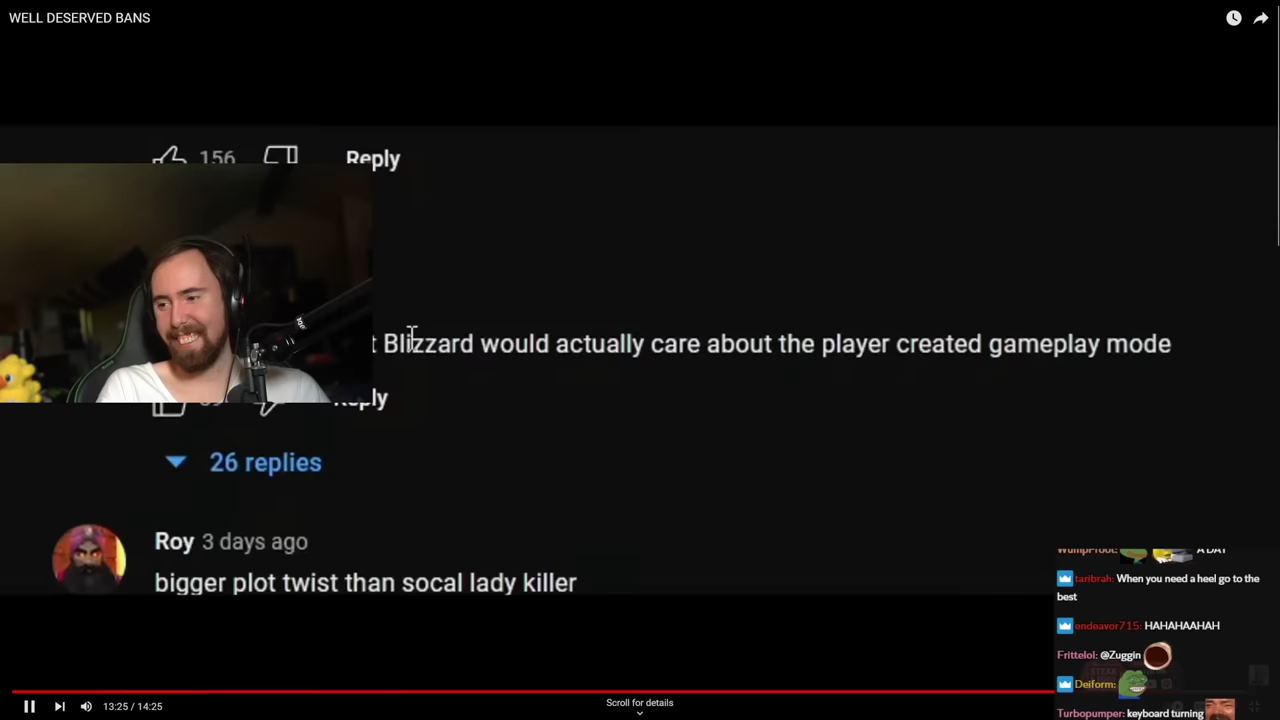 WELL DESERVED BANS
156 Reply
t Blizzard would actually care about the player created gameplay mode
Reply
26 replies
Roy 3 days ago
bigger plot twist than socal lady killer
WumpFroot: A DAY
taribrah: When you need a heel go to the
best
endeavor715: HAHAHAAHAH
Frittelol: @Zuggin
Deiform:
Turbopumper: keyboard turning
13:25 / 14:25
Scroll for details